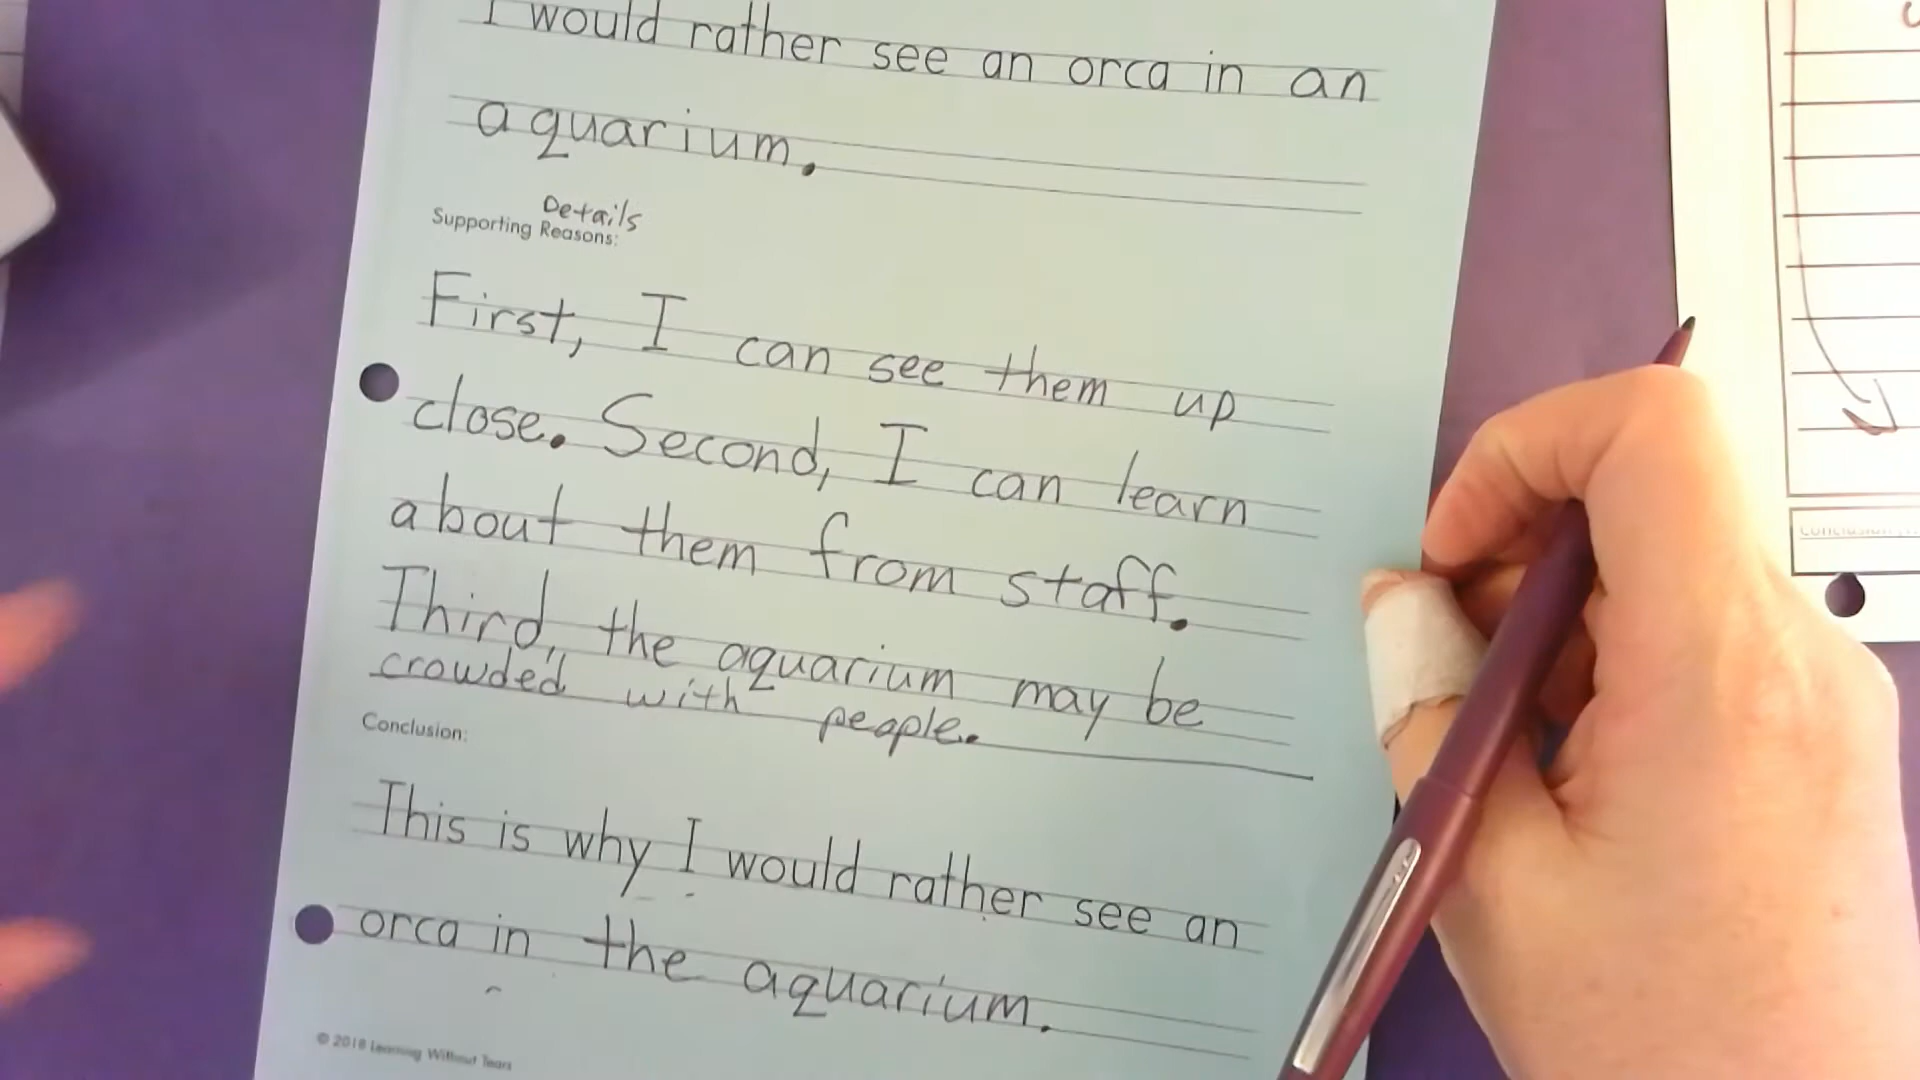 I would rather see an orca in an
aquarium.
Details
Supporting Reasons:
First, I can see them up
close. Second, I can learn
about them from staff.
Third, the aquarium may be
crowded with people.
Conclusion:
This is why I would rather see an
orca in the aquarium.
© 2018 Learning Without Tears